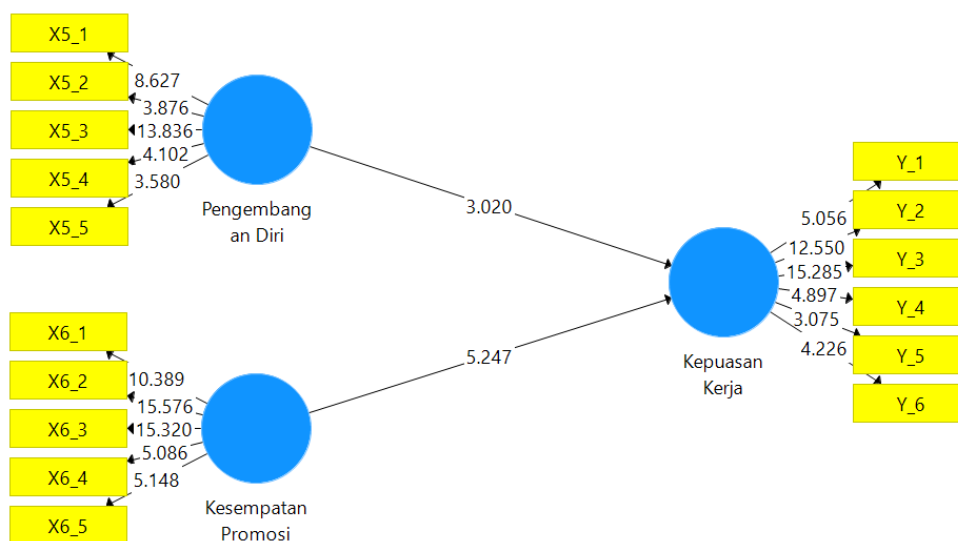 X5_1
X5_2
X5_3
X5_4
X5_5
8.627
3.876
13.836
4.102
3.580
Pengembang
an Diri
3.020
X6_1
X6_2
X6_3
X6_4
X6_5
10.389
15.576
15.320
5.086
5.148
Kesempatan
Promosi
5.247
Kepuasan
Kerja
5.056
12.550
15.285
4.897
3.075
4.226
Y_1
Y_2
Y_3
Y_4
Y_5
Y_6